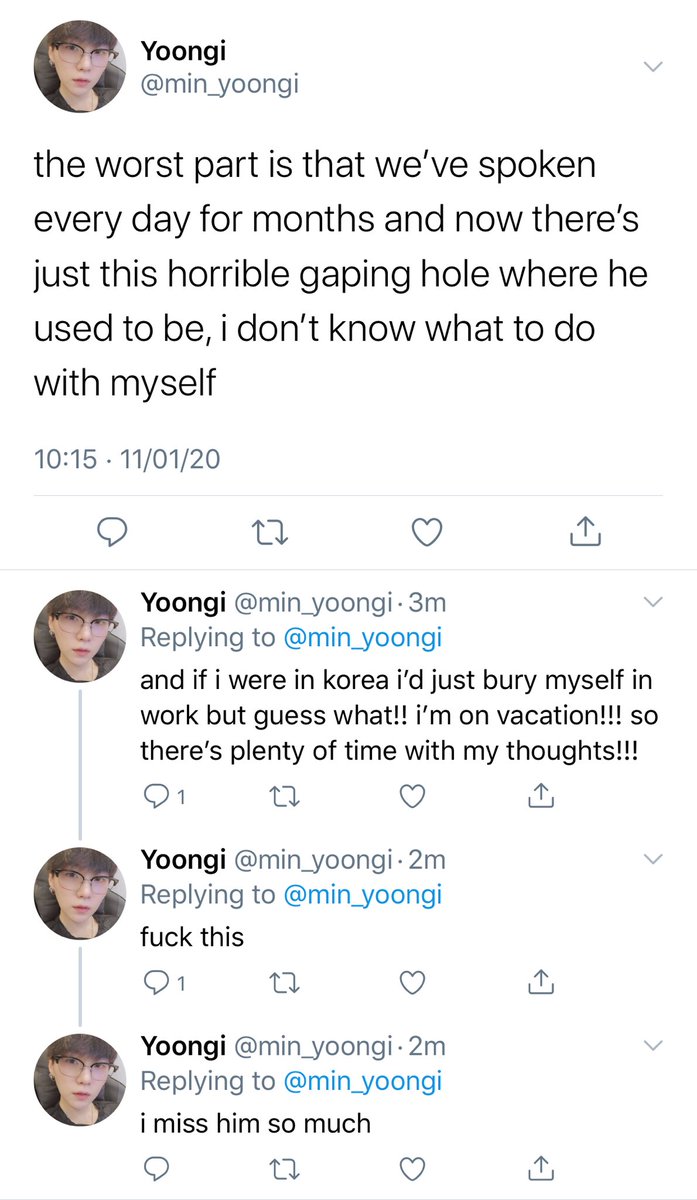 Yoongi
@min_yoongi
the worst part is that we’ve spoken
every day for months and now there’s
just this horrible gaping hole where he
used to be, i don’t know what to do
with myself
10:15 · 11/01/20
Yoongi @min_yoongi · 3m
Replying to @min_yoongi
and if i were in korea i’d just bury myself in
work but guess what!! i’m on vacation!!! so
there’s plenty of time with my thoughts!!!
1
Yoongi @min_yoongi · 2m
Replying to @min_yoongi
fuck this
1
Yoongi @min_yoongi · 2m
Replying to @min_yoongi
i miss him so much